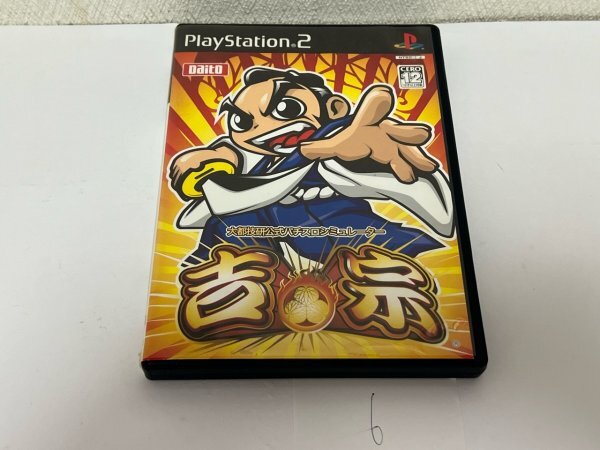 PlayStation.2
Daito
CERO
12
大都技研公式パチスロシミュレーター
吉宗
6